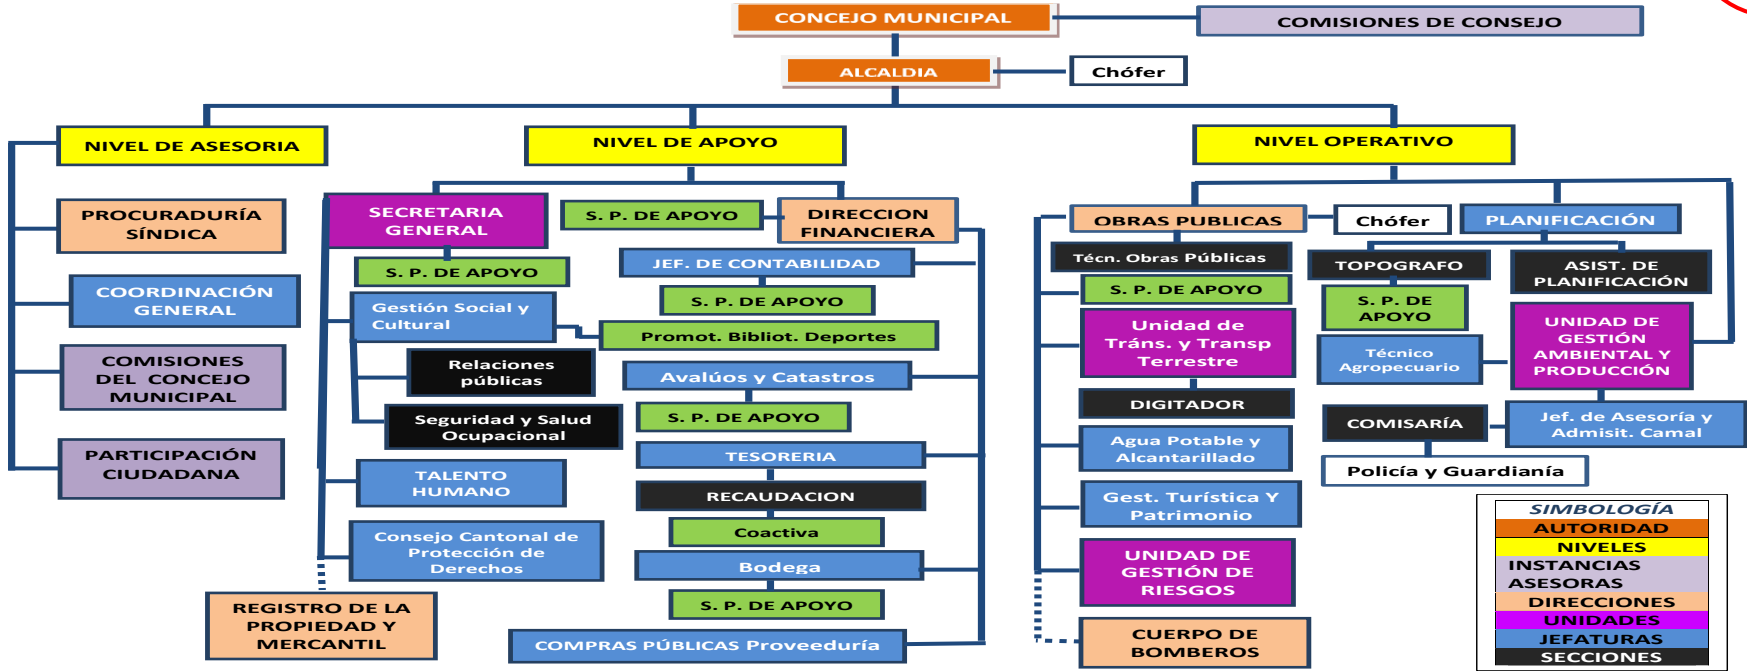 CONCEJO MUNICIPAL
COMISIONES DE CONSEJO
ALCALDIA
Chófer
NIVEL DE ASESORIA
NIVEL DE APOYO
NIVEL OPERATIVO
PROCURADURÍA
SÍNDICA
COORDINACIÓN
GENERAL
COMISIONES
DEL CONCEJO
MUNICIPAL
PARTICIPACIÓN
CIUDADANA
SECRETARIA
GENERAL
S. P. DE APOYO
Gestión Social y
Cultural
Promot. Bibliot. Deportes
Relaciones
públicas
Seguridad y Salud
Ocupacional
TALENTO
HUMANO
Consejo Cantonal de
Protección de
Derechos
REGISTRO DE LA
PROPIEDAD Y
MERCANTIL
S. P. DE APOYO
DIRECCION
FINANCIERA
JEF. DE CONTABILIDAD
S. P. DE APOYO
Avalúos y Catastros
S. P. DE APOYO
TESORERIA
RECAUDACION
Coactiva
Bodega
S. P. DE APOYO
COMPRAS PÚBLICAS Proveeduría
OBRAS PUBLICAS
Chófer
Técn. Obras Públicas
S. P. DE APOYO
Unidad de
Tráns. y Transp
Terrestre
DIGITADOR
Agua Potable y
Alcantarillado
Gest. Turística Y
Patrimonio
UNIDAD DE
GESTIÓN DE
RIESGOS
CUERPO DE
BOMBEROS
PLANIFICACIÓN
TOPOGRAFO
S. P. DE
APOYO
ASIST. DE
PLANIFICACIÓN
UNIDAD DE
GESTIÓN
AMBIENTAL Y
PRODUCCIÓN
Técnico
Agropecuario
COMISARÍA
Jef. de Asesoría y
Admisit. Camal
Policía y Guardianía
SIMBOLOGÍA
AUTORIDAD
NIVELES
INSTANCIAS
ASESORAS
DIRECCIONES
UNIDADES
JEFATURAS
SECCIONES